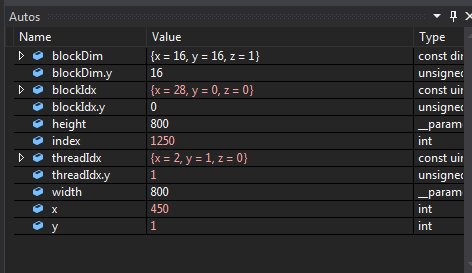 Autos
Name Value Type
blockDim {x = 16, y = 16, z = 1} const dim
blockDim.y 16 unsigned
blockIdx {x = 28, y = 0, z = 0} const uin
blockIdx.y 0 unsigned
height 800 __param
index 1250 int
threadIdx {x = 2, y = 1, z = 0} const uin
threadIdx.y 1 unsigned
width 800 __param
x 450 int
y 1 int